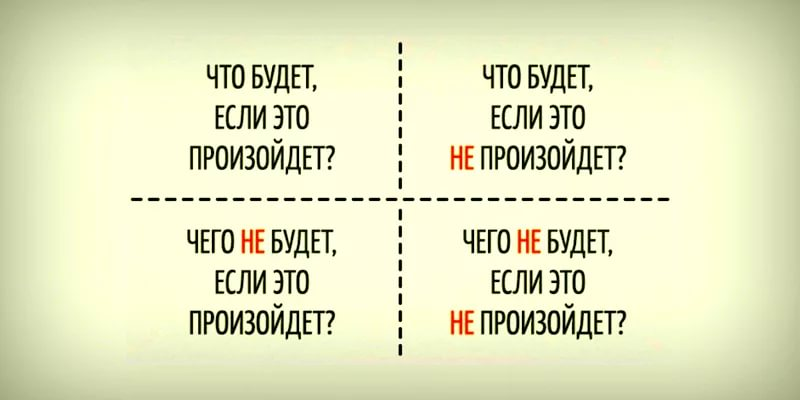 ЧТО БУДЕТ,
ЕСЛИ ЭТО
ПРОИЗОЙДЕТ?
ЧТО БУДЕТ,
ЕСЛИ ЭТО
НЕ ПРОИЗОЙДЕТ?
ЧЕГО НЕ БУДЕТ,
ЕСЛИ ЭТО
ПРОИЗОЙДЕТ?
ЧЕГО НЕ БУДЕТ,
ЕСЛИ ЭТО
НЕ ПРОИЗОЙДЕТ?